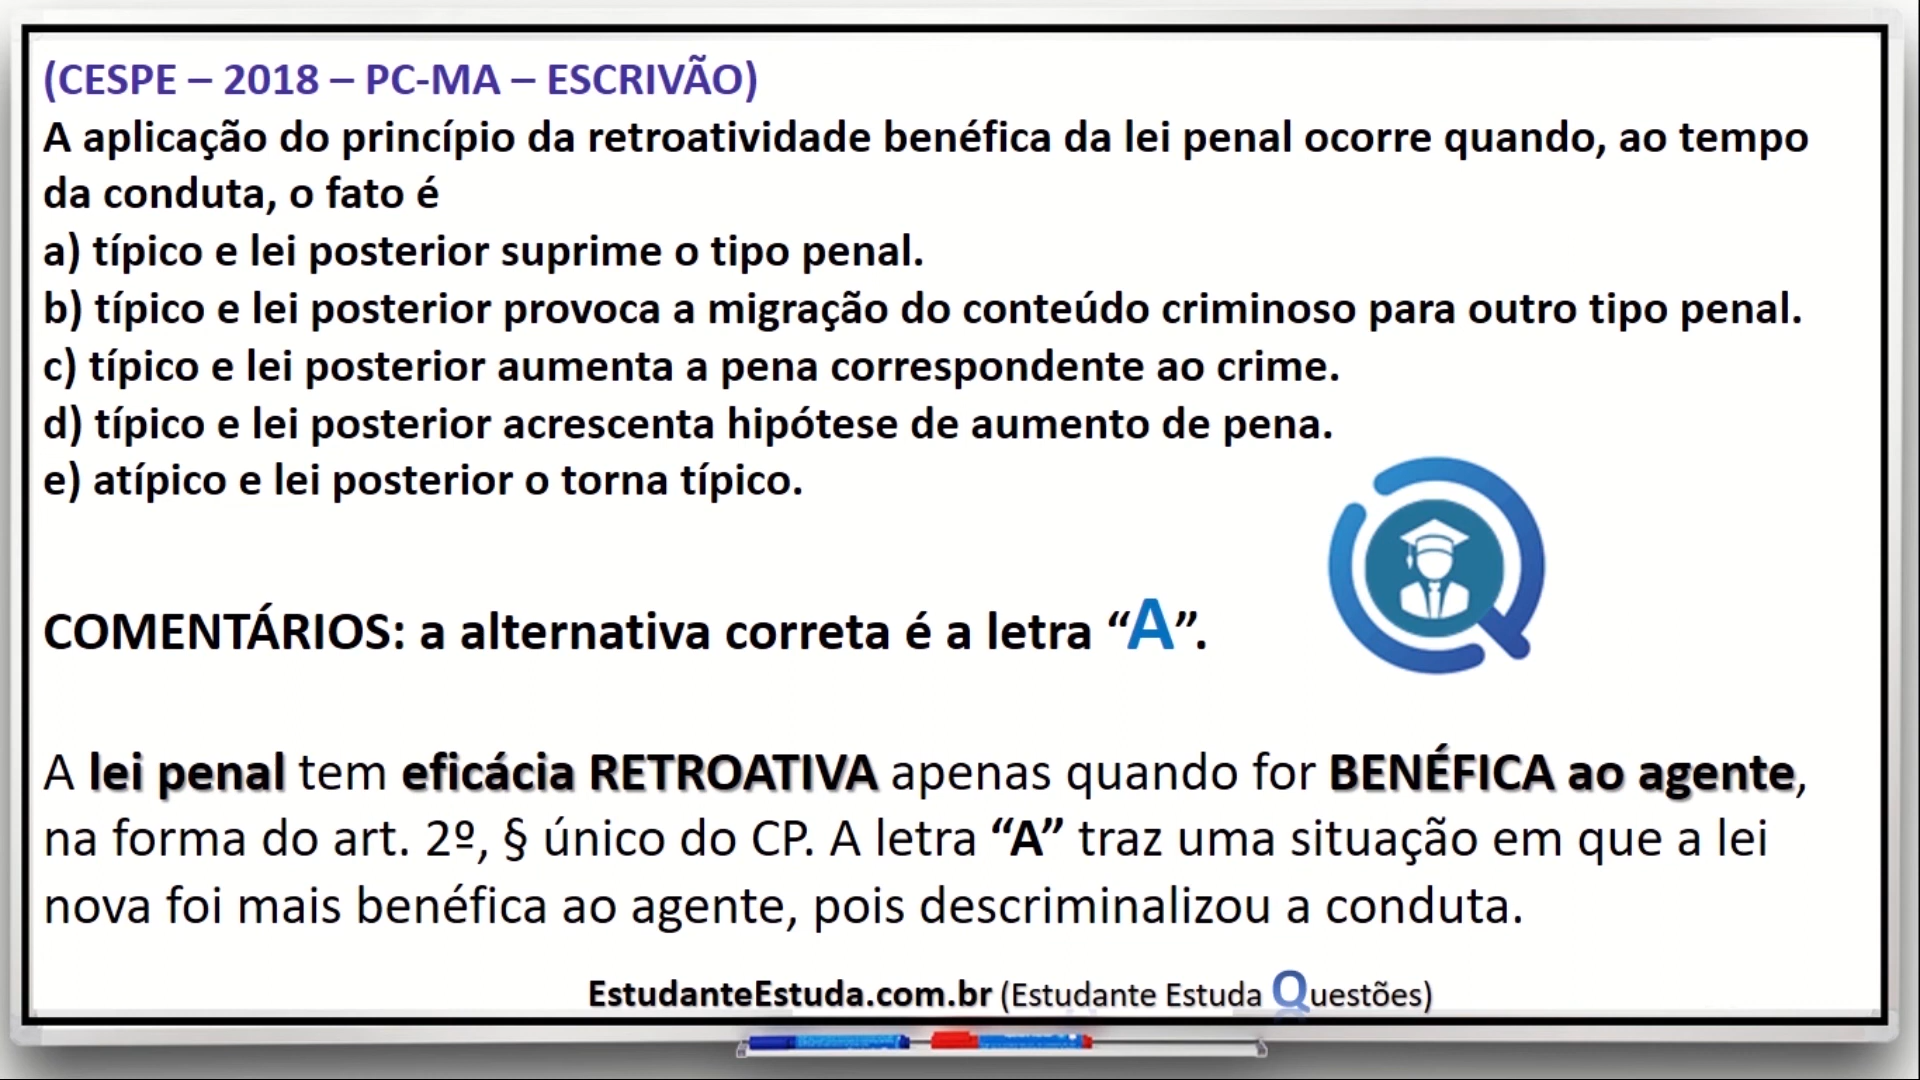 (CESPE – 2018 – PC-MA – ESCRIVÃO)
A aplicação do princípio da retroatividade benéfica da lei penal ocorre quando, ao tempo
da conduta, o fato é
a) típico e lei posterior suprime o tipo penal.
b) típico e lei posterior provoca a migração do conteúdo criminoso para outro tipo penal.
c) típico e lei posterior aumenta a pena correspondente ao crime.
d) típico e lei posterior acrescenta hipótese de aumento de pena.
e) atípico e lei posterior o torna típico.
COMENTÁRIOS: a alternativa correta é a letra “A”.
A lei penal tem eficácia RETROATIVA apenas quando for BENÉFICA ao agente,
na forma do art. 2º, § único do CP. A letra “A” traz uma situação em que a lei
nova foi mais benéfica ao agente, pois descriminalizou a conduta.
EstudanteEstuda.com.br (Estudante Estuda Questões)